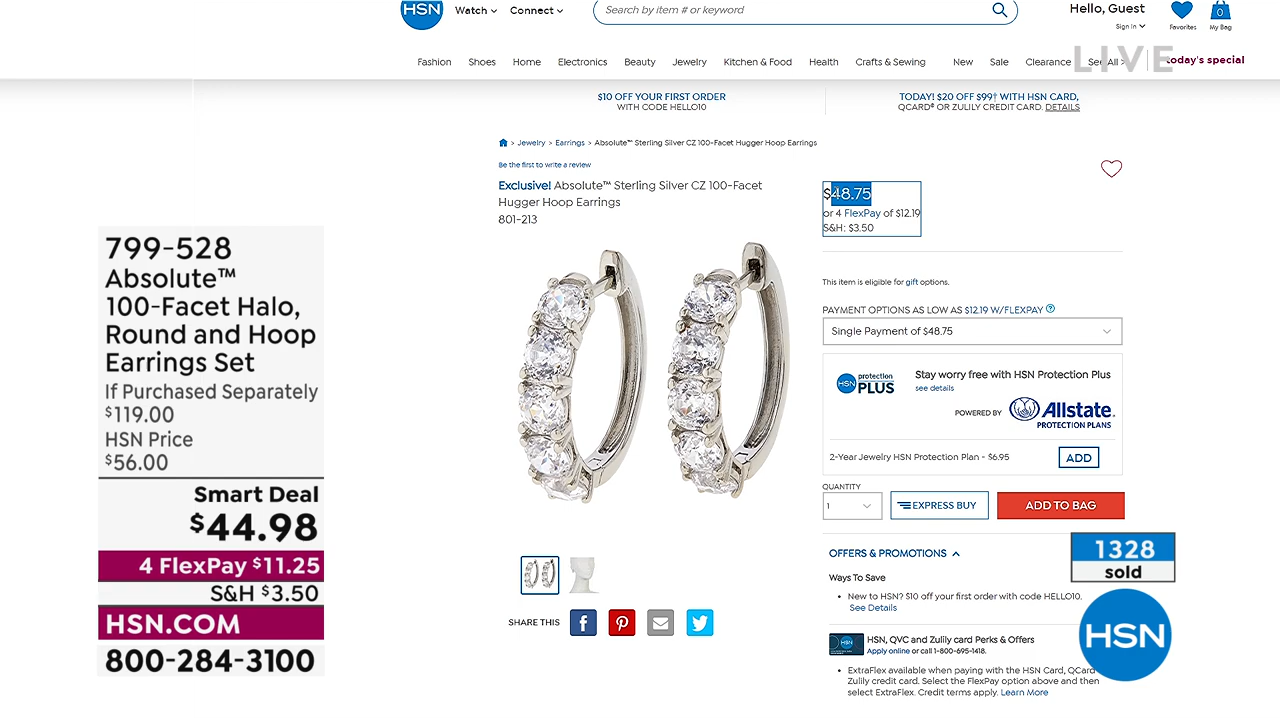 HSN
Watch
Connect
Search by item # or keyword
Hello, Guest
Sign In
Favorites
0
My Bag
Fashion
Shoes
Home
Electronics
Beauty
Jewelry
Kitchen & Food
Health
Crafts & Sewing
New
Sale
Clearance
See All >
LIVE
today's special
$10 OFF YOUR FIRST ORDER
WITH CODE HELLO10
TODAY! $20 OFF $99† WITH HSN CARD,
QCARD® OR ZULILY CREDIT CARD. DETAILS
> Jewelry > Earrings > Absolute™ Sterling Silver CZ 100-Facet Hugger Hoop Earrings
Be the first to write a review
Exclusive! Absolute™ Sterling Silver CZ 100-Facet
Hugger Hoop Earrings
801-213
$48.75
or 4 FlexPay of $12.19
S&H: $3.50
This item is eligible for gift options.
PAYMENT OPTIONS AS LOW AS $12.19 W/FLEXPAY ?
Single Payment of $48.75
HSN protection PLUS
Stay worry free with HSN Protection Plus
see details
POWERED BY
Allstate.
PROTECTION PLANS
2-Year Jewelry HSN Protection Plan - $6.95
ADD
QUANTITY
1
EXPRESS BUY
ADD TO BAG
OFFERS & PROMOTIONS
Ways To Save
• New to HSN? $10 off your first order with code HELLO10.
See Details
HSN
HSN, QVC and Zulily card Perks & Offers
Apply online or call 1-800-695-1418.
• ExtraFlex available when paying with the HSN Card, QCard
Zulily credit card. Select the FlexPay option above and then
select ExtraFlex. Credit terms apply. Learn More
SHARE THIS
799-528
Absolute™
100-Facet Halo,
Round and Hoop
Earrings Set
If Purchased Separately
$119.00
HSN Price
$56.00
Smart Deal
$44.98
4 FlexPay $11.25
S&H $3.50
HSN.COM
800-284-3100
1328
sold
HSN